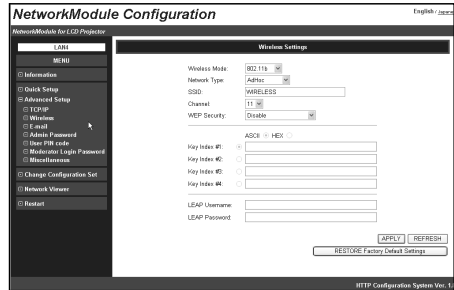 NetworkModule Configuration
English /
NetworkModule for LCD Projector
LAN4
MENU
Information
Quick Setup
Advanced Setup
TCP/IP
Wireless
E-mail
Admin Password
User PIN code
Moderator Login Password
Miscellaneous
Change Configuration Set
Network Viewer
Restart
Wireless Settings
Wireless Mode: 802.11b
Network Type: AdHoc
SSID: WIRELESS
Channel: 11
WEP Security: Disable
ASCII HEX
Key Index #1:
Key Index #2:
Key Index #3:
Key Index #4:
LEAP Username:
LEAP Password:
APPLY REFRESH
RESTORE Factory Default Settings
HTTP Configuration System Ver.